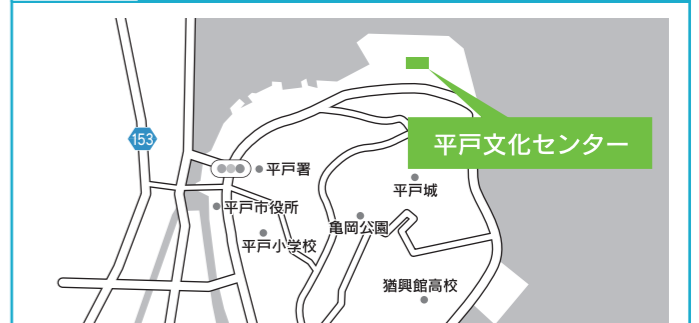 平戸文化センター
153
平戸署
平戸城
平戸市役所
亀岡公園
平戸小学校
猶興館高校